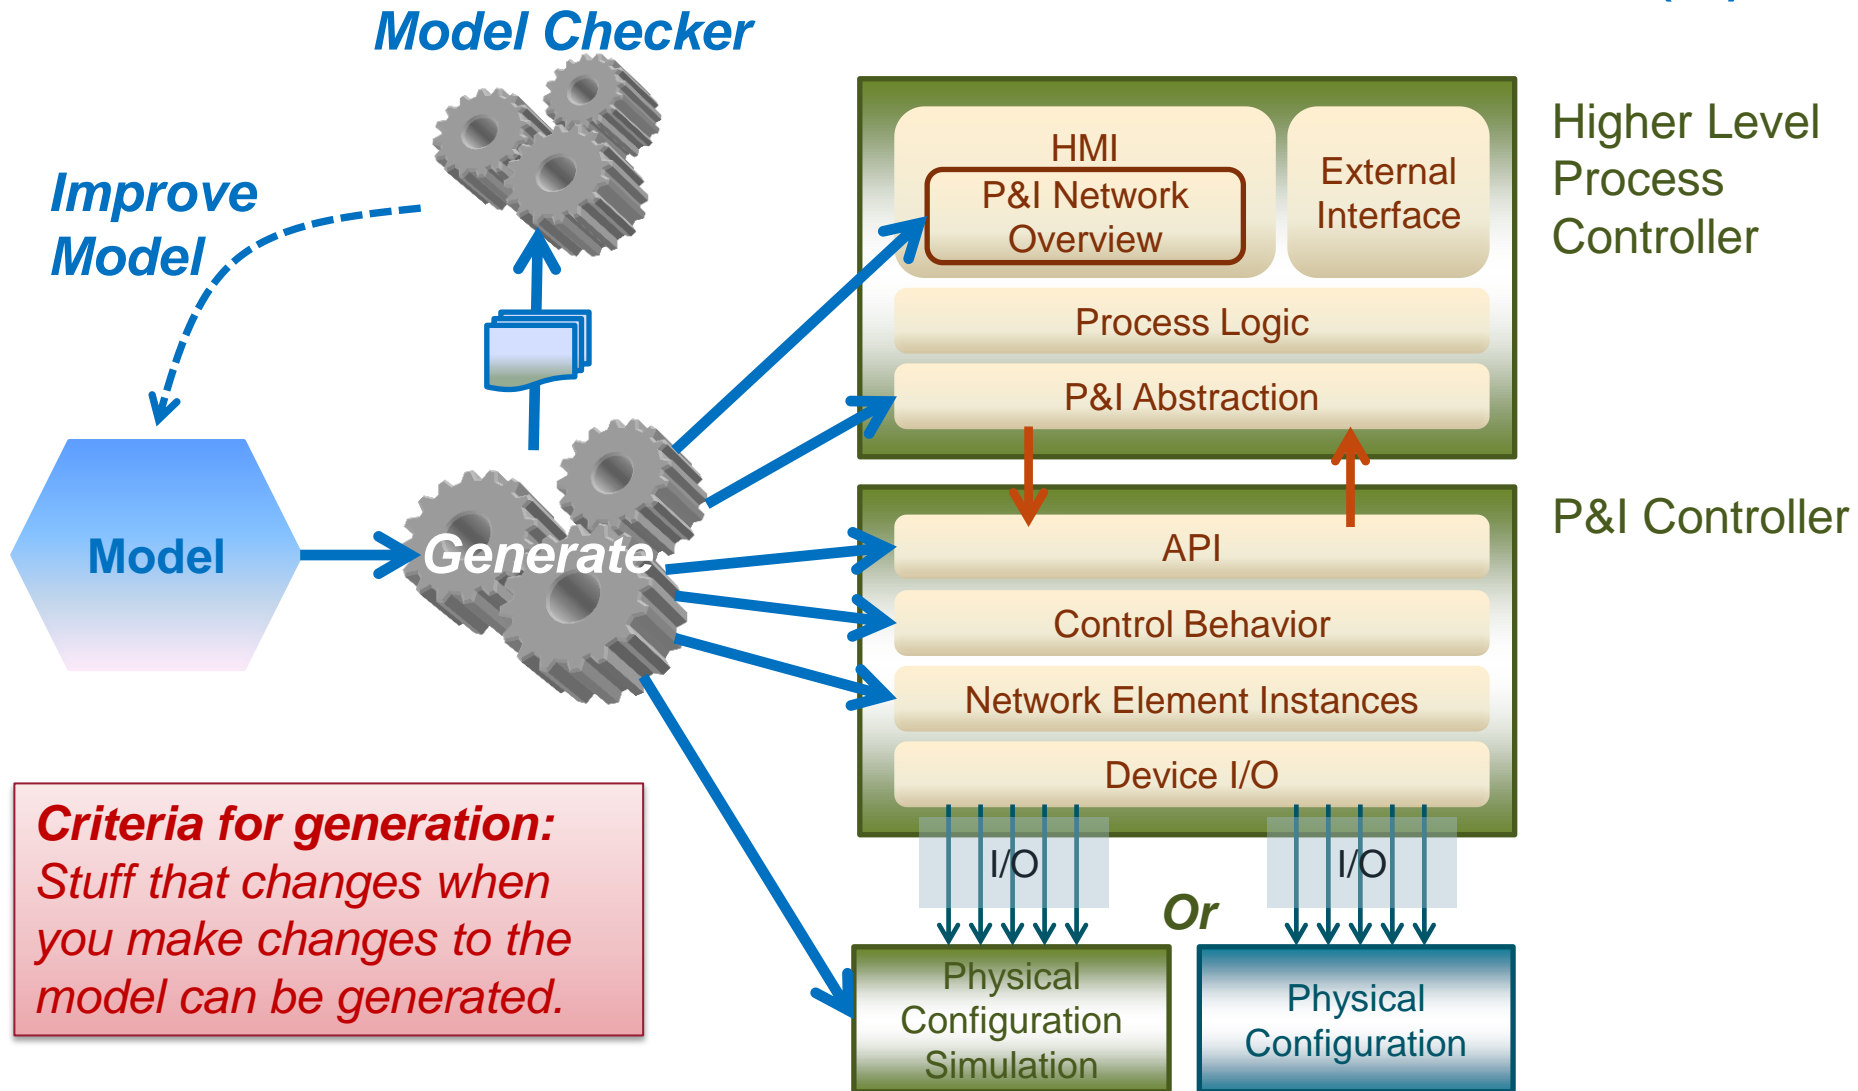 Model Checker
Improve
Model
HMI
P&I Network
Overview
External
Interface
Process Logic
P&I Abstraction
Higher Level
Process
Controller
Model
Generate
API
Control Behavior
Network Element Instances
Device I/O
P&I Controller
I/O
I/O
Or
Physical
Configuration
Simulation
Physical
Configuration
Criteria for generation:
Stuff that changes when
you make changes to the
model can be generated.